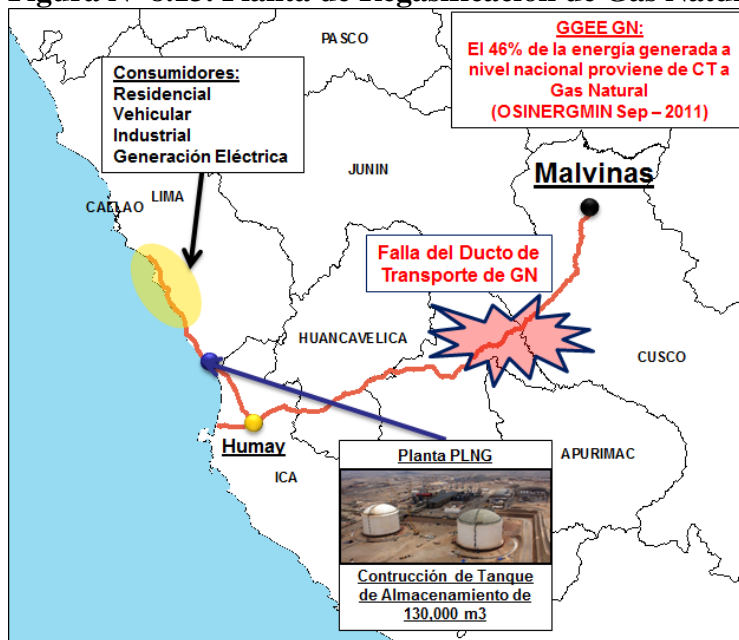 GGEE GN:
El 46% de la energía generada a
nivel nacional proviene de CT a
Gas Natural
(OSINERGMIN Sep – 2011)
PASCO
Consumidores:
Residencial
Vehicular
Industrial
Generación Eléctrica
JUNIN
Malvinas
LIMA
CALLAO
Falla del Ducto de
Transporte de GN
HUANCAVELICA
CUSCO
Humay
ICA
APURIMAC
Planta PLNG
Contrucción de Tanque
de Almacenamiento de
130,000 m3